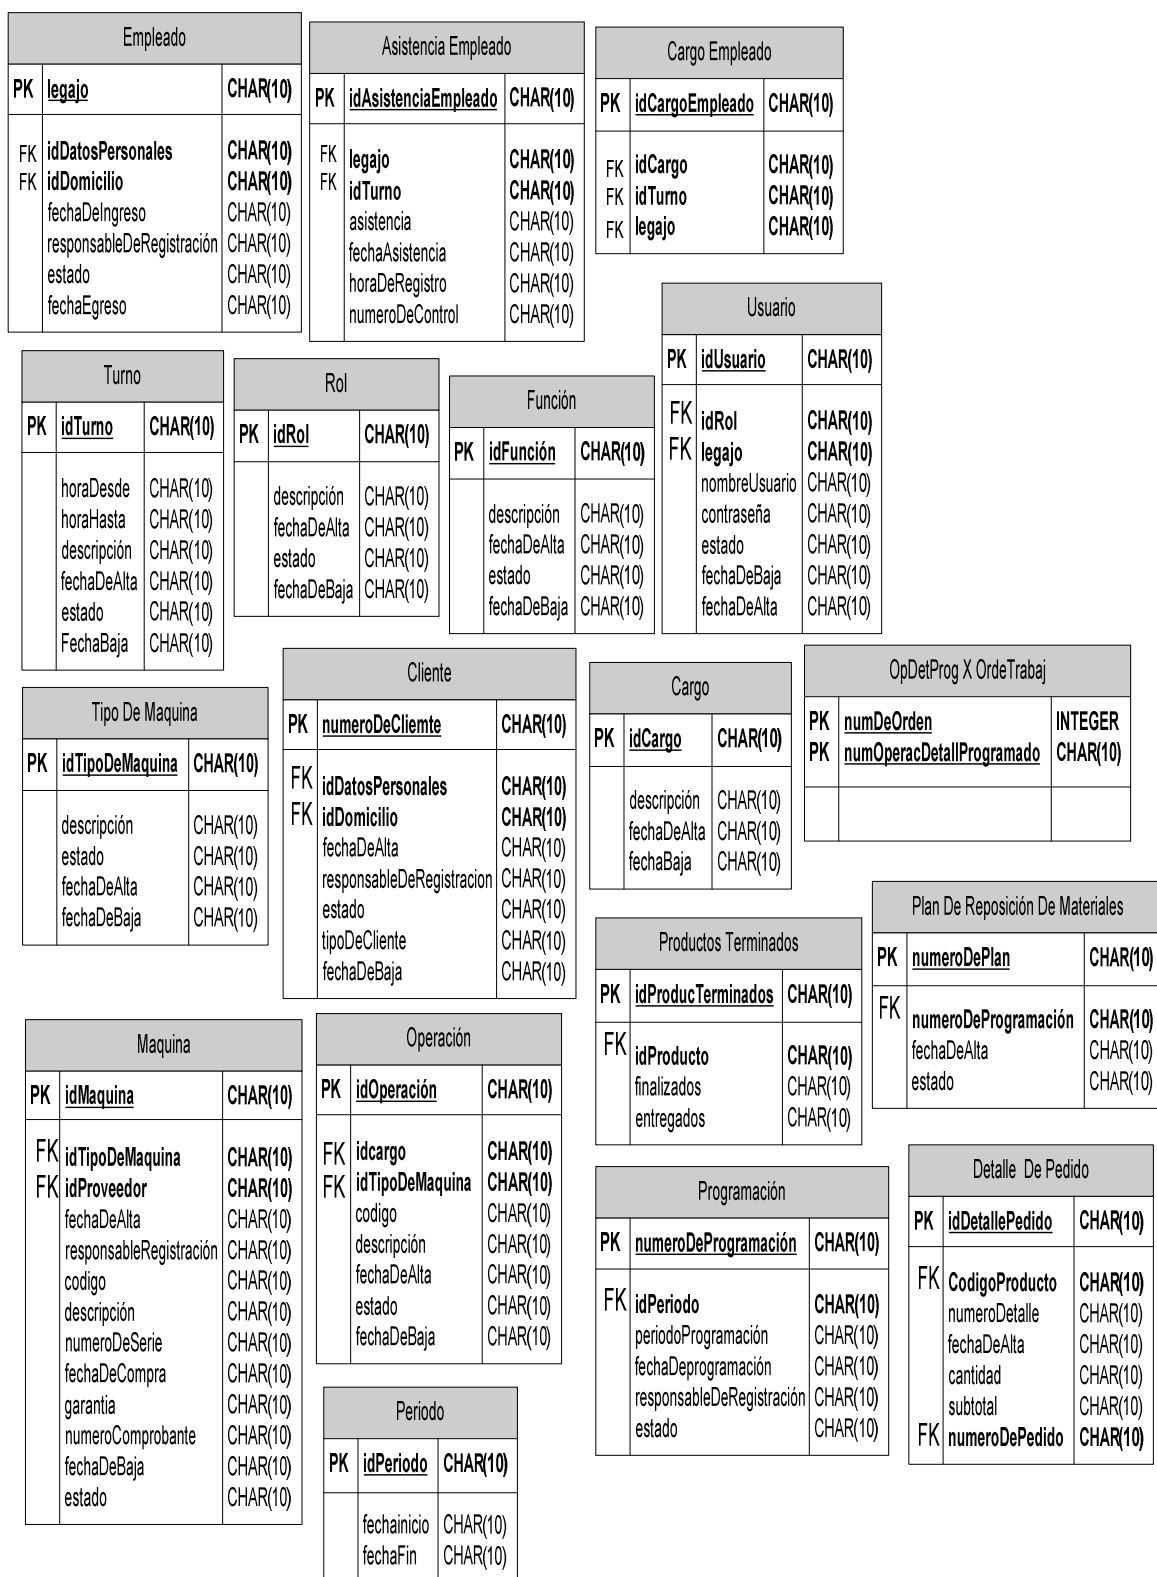 Empleado
PK legajo CHAR(10)
FK idDatosPersonales CHAR(10)
FK idDomicilio CHAR(10)
fechaDeIngreso CHAR(10)
responsableDeRegistración CHAR(10)
estado CHAR(10)
fechaEgreso CHAR(10)
Asistencia Empleado
PK idAsistenciaEmpleado CHAR(10)
FK legajo CHAR(10)
FK idTurno CHAR(10)
asistencia CHAR(10)
fechaAsistencia CHAR(10)
horaDeRegistro CHAR(10)
numeroDeControl CHAR(10)
Cargo Empleado
PK idCargoEmpleado CHAR(10)
FK idCargo CHAR(10)
FK idTurno CHAR(10)
FK legajo CHAR(10)
Usuario
PK idUsuario CHAR(10)
FK idRol CHAR(10)
FK legajo CHAR(10)
nombreUsuario CHAR(10)
contraseña CHAR(10)
estado CHAR(10)
fechaDeBaja CHAR(10)
fechaDeAlta CHAR(10)
Turno
PK idTurno CHAR(10)
horaDesde CHAR(10)
horaHasta CHAR(10)
descripción CHAR(10)
fechaDeAlta CHAR(10)
estado CHAR(10)
FechaBaja CHAR(10)
Rol
PK idRol CHAR(10)
descripción CHAR(10)
fechaDeAlta CHAR(10)
estado CHAR(10)
fechaDeBaja CHAR(10)
Función
PK idFunción CHAR(10)
descripción CHAR(10)
fechaDeAlta CHAR(10)
estado CHAR(10)
fechaDeBaja CHAR(10)
Tipo De Maquina
PK idTipoDeMaquina CHAR(10)
descripción CHAR(10)
estado CHAR(10)
fechaDeAlta CHAR(10)
fechaDeBaja CHAR(10)
Cliente
PK numeroDeCliemte CHAR(10)
FK idDatosPersonales CHAR(10)
FK idDomicilio CHAR(10)
fechaDeAlta CHAR(10)
responsableDeRegistracion CHAR(10)
estado CHAR(10)
tipoDeCliente CHAR(10)
fechaDeBaja CHAR(10)
Cargo
PK idCargo CHAR(10)
descripción CHAR(10)
fechaDeAlta CHAR(10)
fechaBaja CHAR(10)
OpDetProg X OrdeTrabaj
PK numDeOrden INTEGER
PK numOperacDetallProgramado CHAR(10)
Productos Terminados
PK idProducTerminados CHAR(10)
FK idProducto CHAR(10)
finalizados CHAR(10)
entregados CHAR(10)
Plan De Reposición De Materiales
PK numeroDePlan CHAR(10)
FK numeroDeProgramación CHAR(10)
fechaDeAlta CHAR(10)
estado CHAR(10)
Maquina
PK idMaquina CHAR(10)
FK idTipoDeMaquina CHAR(10)
FK idProveedor CHAR(10)
fechaDeAlta CHAR(10)
responsableRegistración CHAR(10)
codigo CHAR(10)
descripción CHAR(10)
numeroDeSerie CHAR(10)
fechaDeCompra CHAR(10)
garantia CHAR(10)
numeroComprobante CHAR(10)
fechaDeBaja CHAR(10)
estado CHAR(10)
Operación
PK idOperación CHAR(10)
FK idcargo CHAR(10)
FK idTipoDeMaquina CHAR(10)
codigo CHAR(10)
descripción CHAR(10)
fechaDeAlta CHAR(10)
estado CHAR(10)
fechaDeBaja CHAR(10)
Programación
PK numeroDeProgramación CHAR(10)
FK idPeriodo CHAR(10)
periodoProgramación CHAR(10)
fechaDeprogramación CHAR(10)
responsableDeRegistración CHAR(10)
estado CHAR(10)
Detalle De Pedido
PK idDetallePedido CHAR(10)
FK CodigoProducto CHAR(10)
numeroDetalle CHAR(10)
fechaDeAlta CHAR(10)
cantidad CHAR(10)
subtotal CHAR(10)
FK numeroDePedido CHAR(10)
Periodo
PK idPeriodo CHAR(10)
fechainicio CHAR(10)
fechaFin CHAR(10)